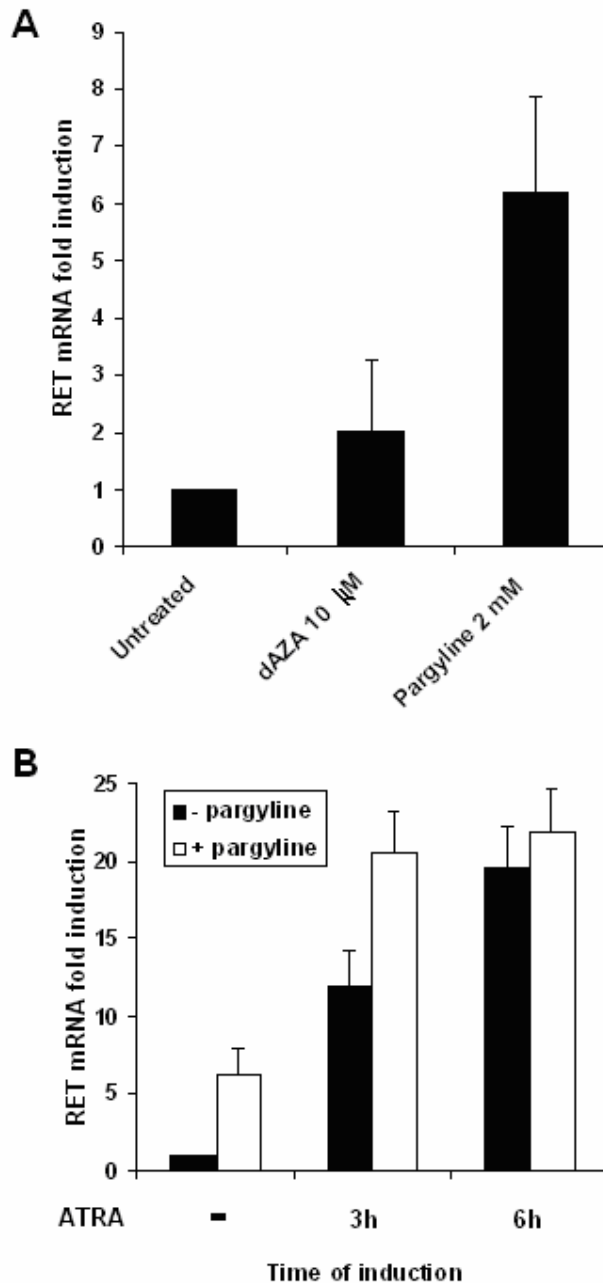 A
RET mRNA fold induction
9
8
7
6
5
4
3
2
1
0
Untreated
dAZA 10 µM
Pargyline 2 mM
B
RET mRNA fold induction
25
20
15
10
5
0
- pargyline
+ pargyline
ATRA - 3h 6h
Time of induction